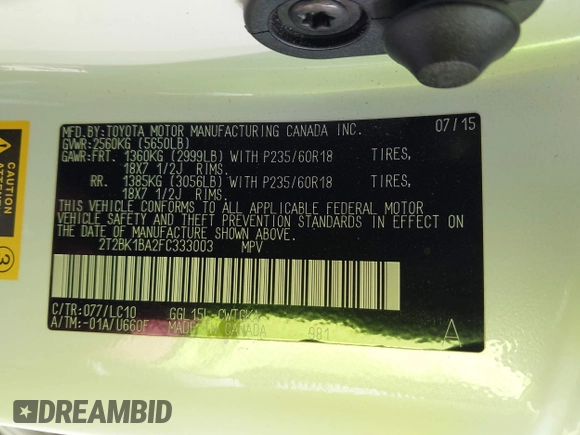 MFD.BY:TOYOTA MOTOR MANUFACTURING CANADA INC. 07/15
GVWR:2560KG (5650LB)
GAWR:FRT. 1360KG (2999LB) WITH P235/60R18 TIRES,
18X7 1/2J RIMS.
RR. 1385KG (3056LB) WITH P235/60R18 TIRES,
18X7 1/2J RIMS.
THIS VEHICLE CONFORMS TO ALL APPLICABLE FEDERAL MOTOR
VEHICLE SAFETY AND THEFT PREVENTION STANDARDS IN EFFECT ON
THE DATE OF MANUFACTURE SHOWN ABOVE.
2T2BK1BA2FC333003 MPV
C/TR:077/LC10 GGL15L-
A/TM:-01A/U660F MADE IN CANADA 981 A
CAUTION
3
DREAMBID